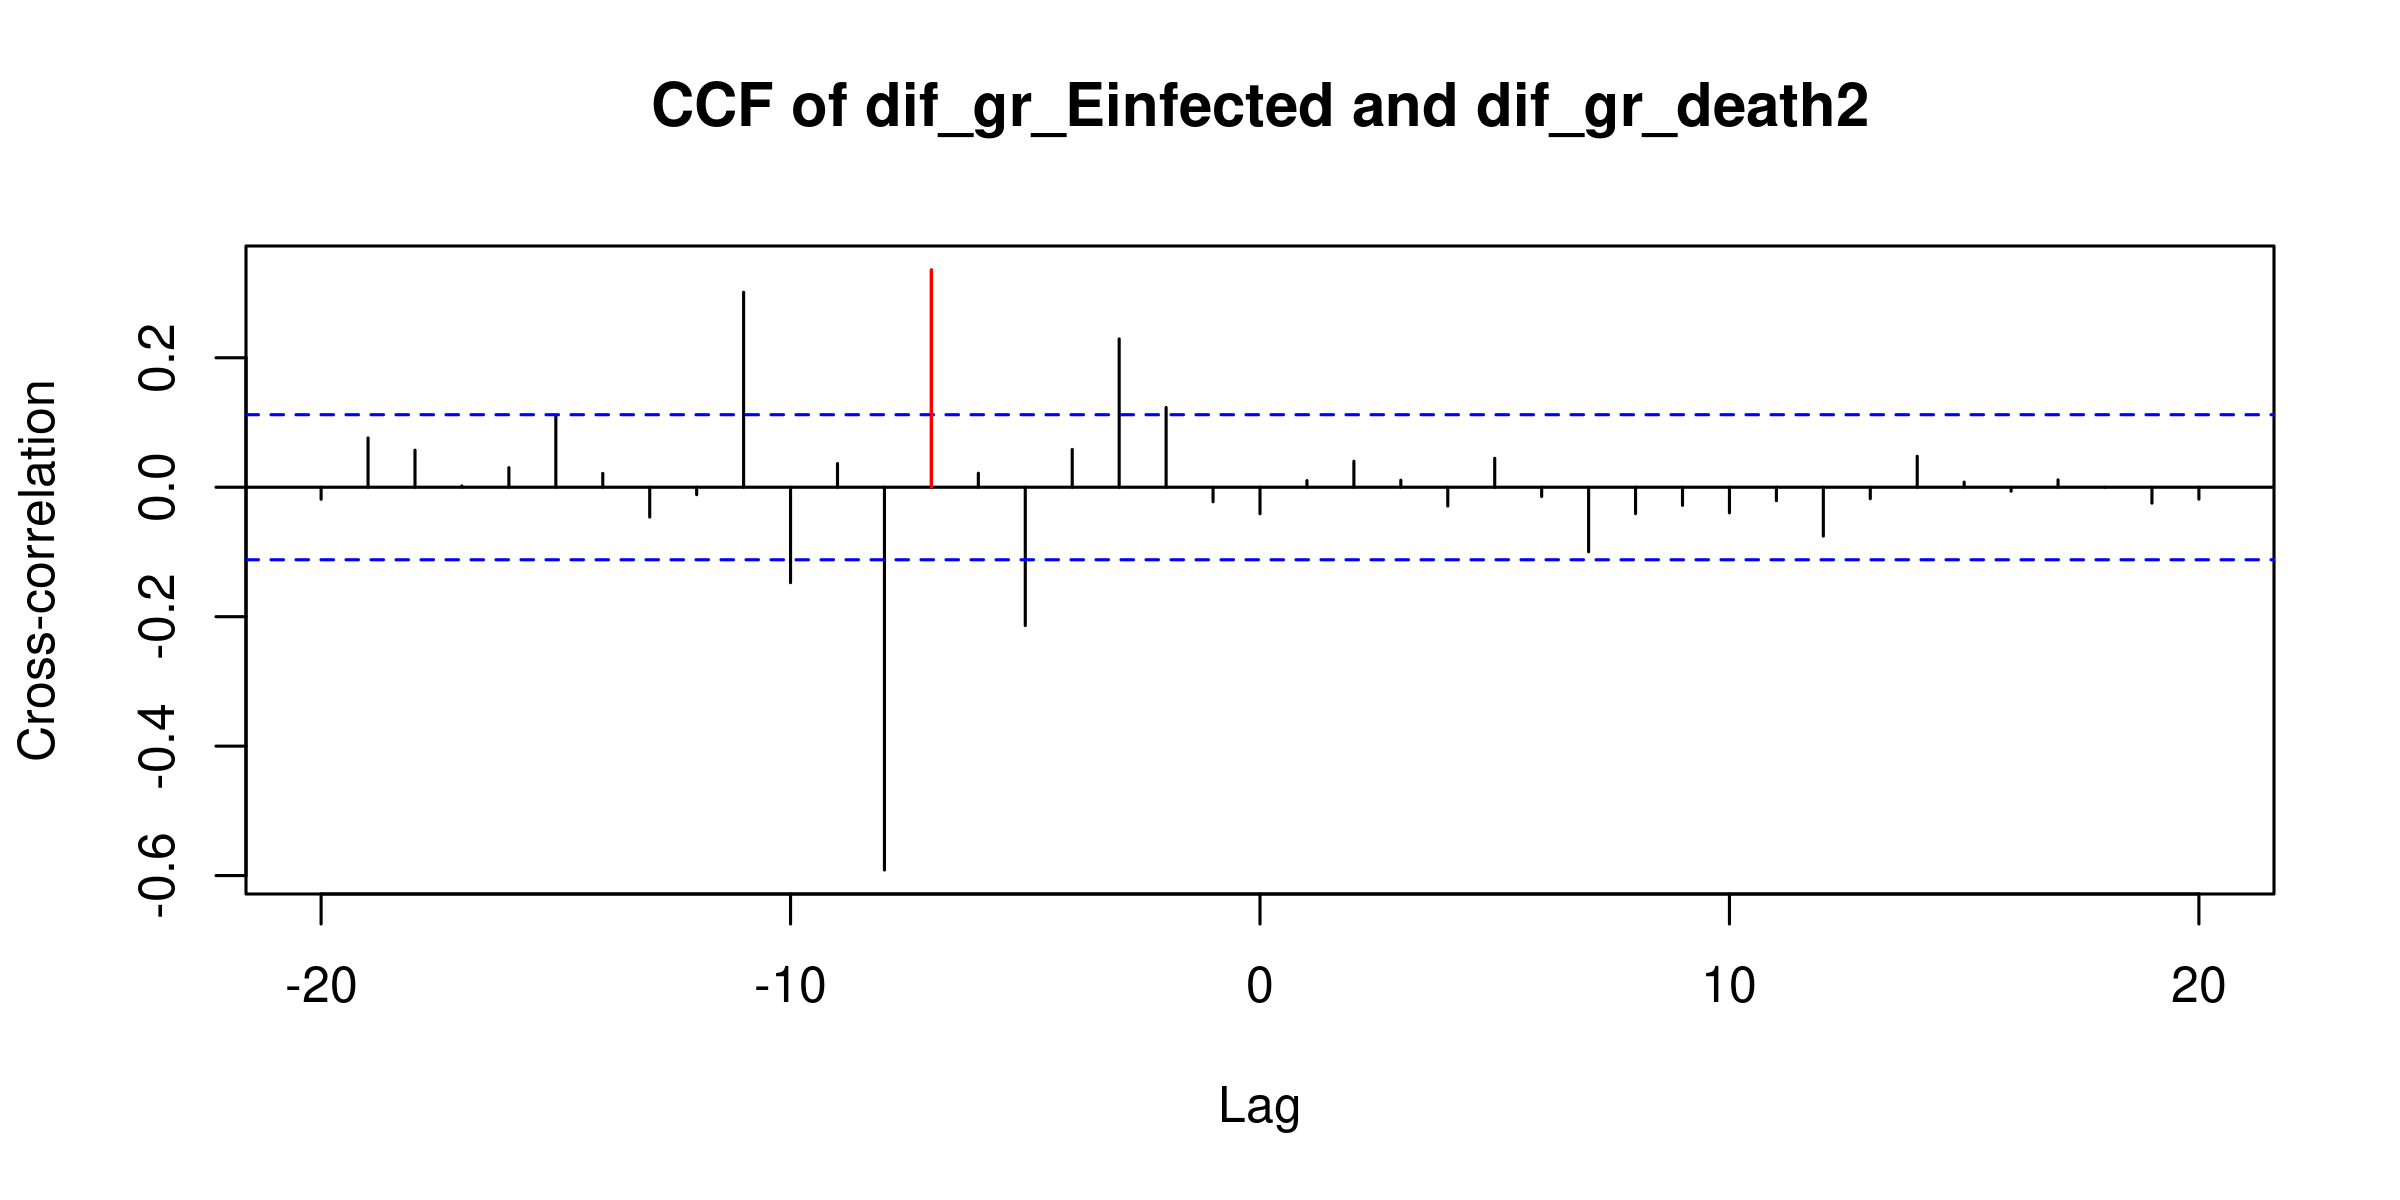 CCF of dif_gr_Einfected and dif_gr_death2
Cross-correlation
0.2
0.0
-0.2
-0.4
-0.6
-20 -10 0 10 20
Lag